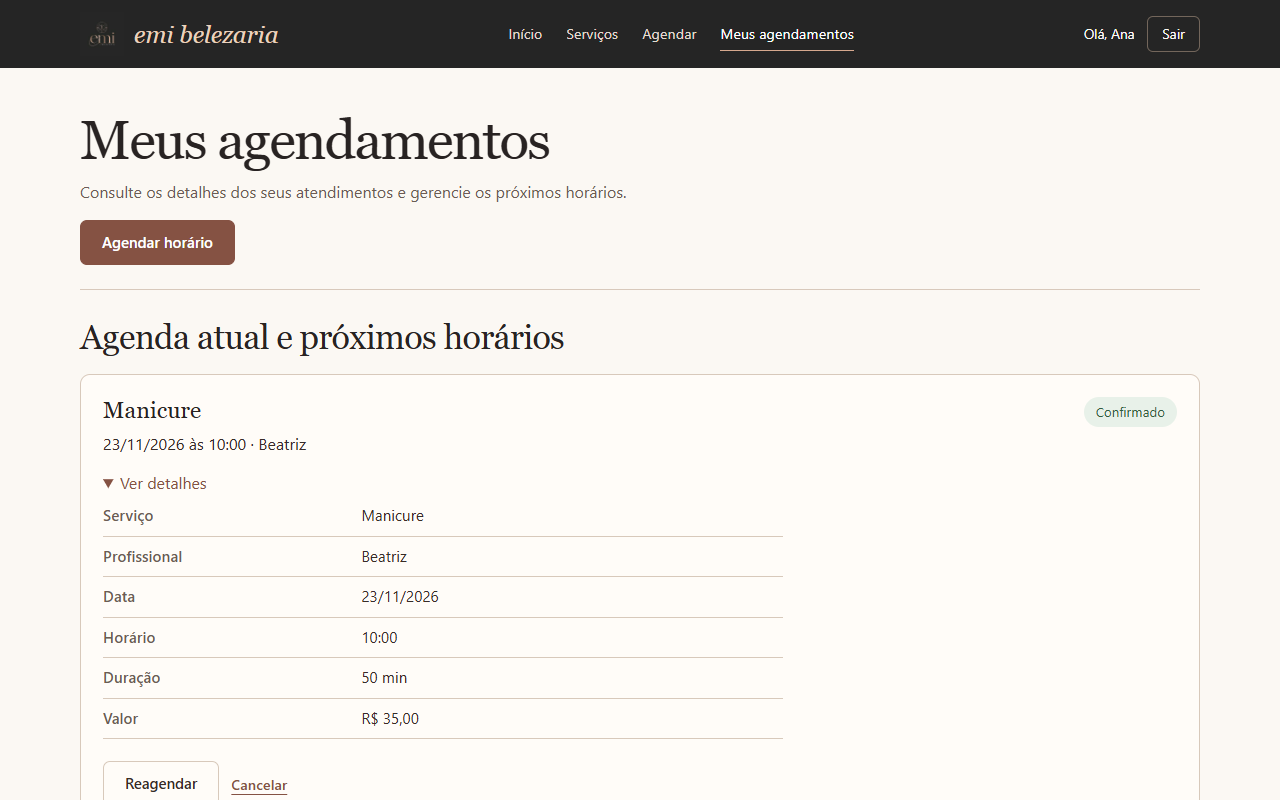 emi
emi belezaria
Início
Serviços
Agendar
Meus agendamentos
Olá, Ana
Sair
Meus agendamentos
Consulte os detalhes dos seus atendimentos e gerencie os próximos horários.
Agendar horário
Agenda atual e próximos horários
Manicure
Confirmado
23/11/2026 às 10:00 · Beatriz
▼ Ver detalhes
Serviço Manicure
Profissional Beatriz
Data 23/11/2026
Horário 10:00
Duração 50 min
Valor R$ 35,00
Reagendar
Cancelar